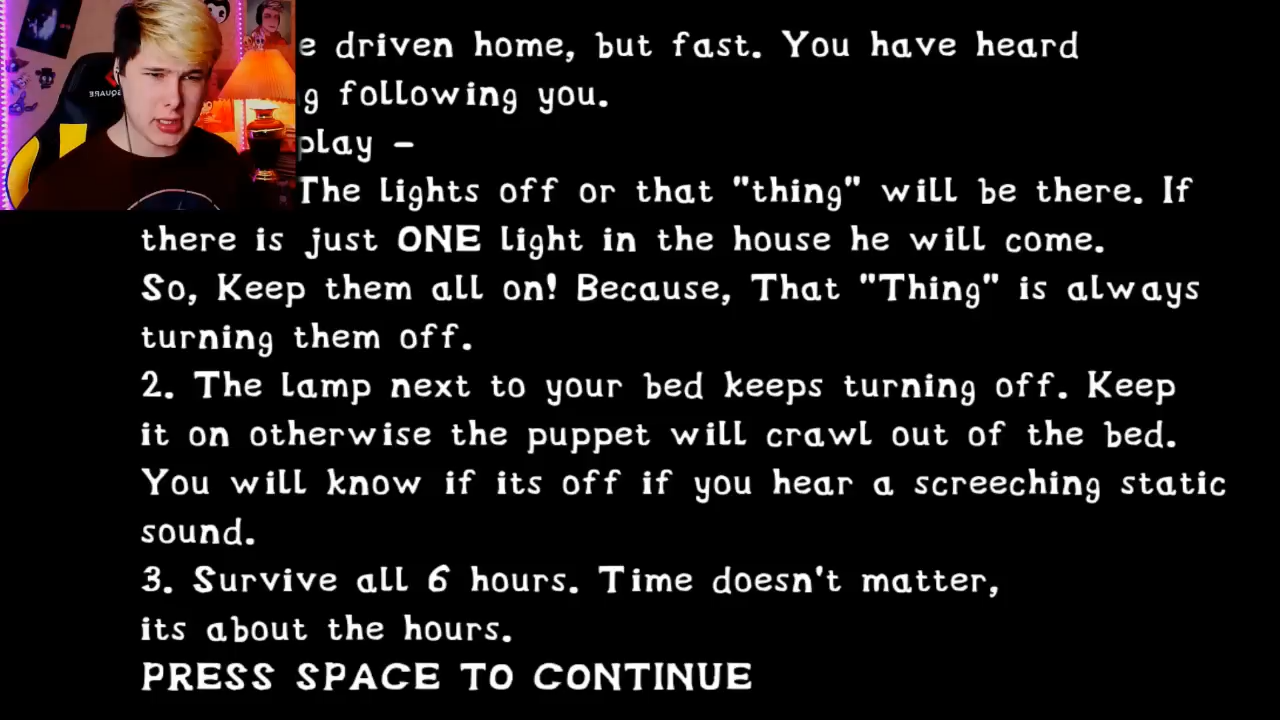 driven home, but fast. You have heard
following you.
play -
The lights off or that "thing" will be there. If
there is just ONE light in the house he will come.
So, Keep them all on! Because, That "Thing" is always
turning them off.
2. The lamp next to your bed keeps turning off. Keep
it on otherwise the puppet will crawl out of the bed.
You will know if its off if you hear a screeching static
sound.
3. Survive all 6 hours. Time doesn't matter,
its about the hours.
PRESS SPACE TO CONTINUE